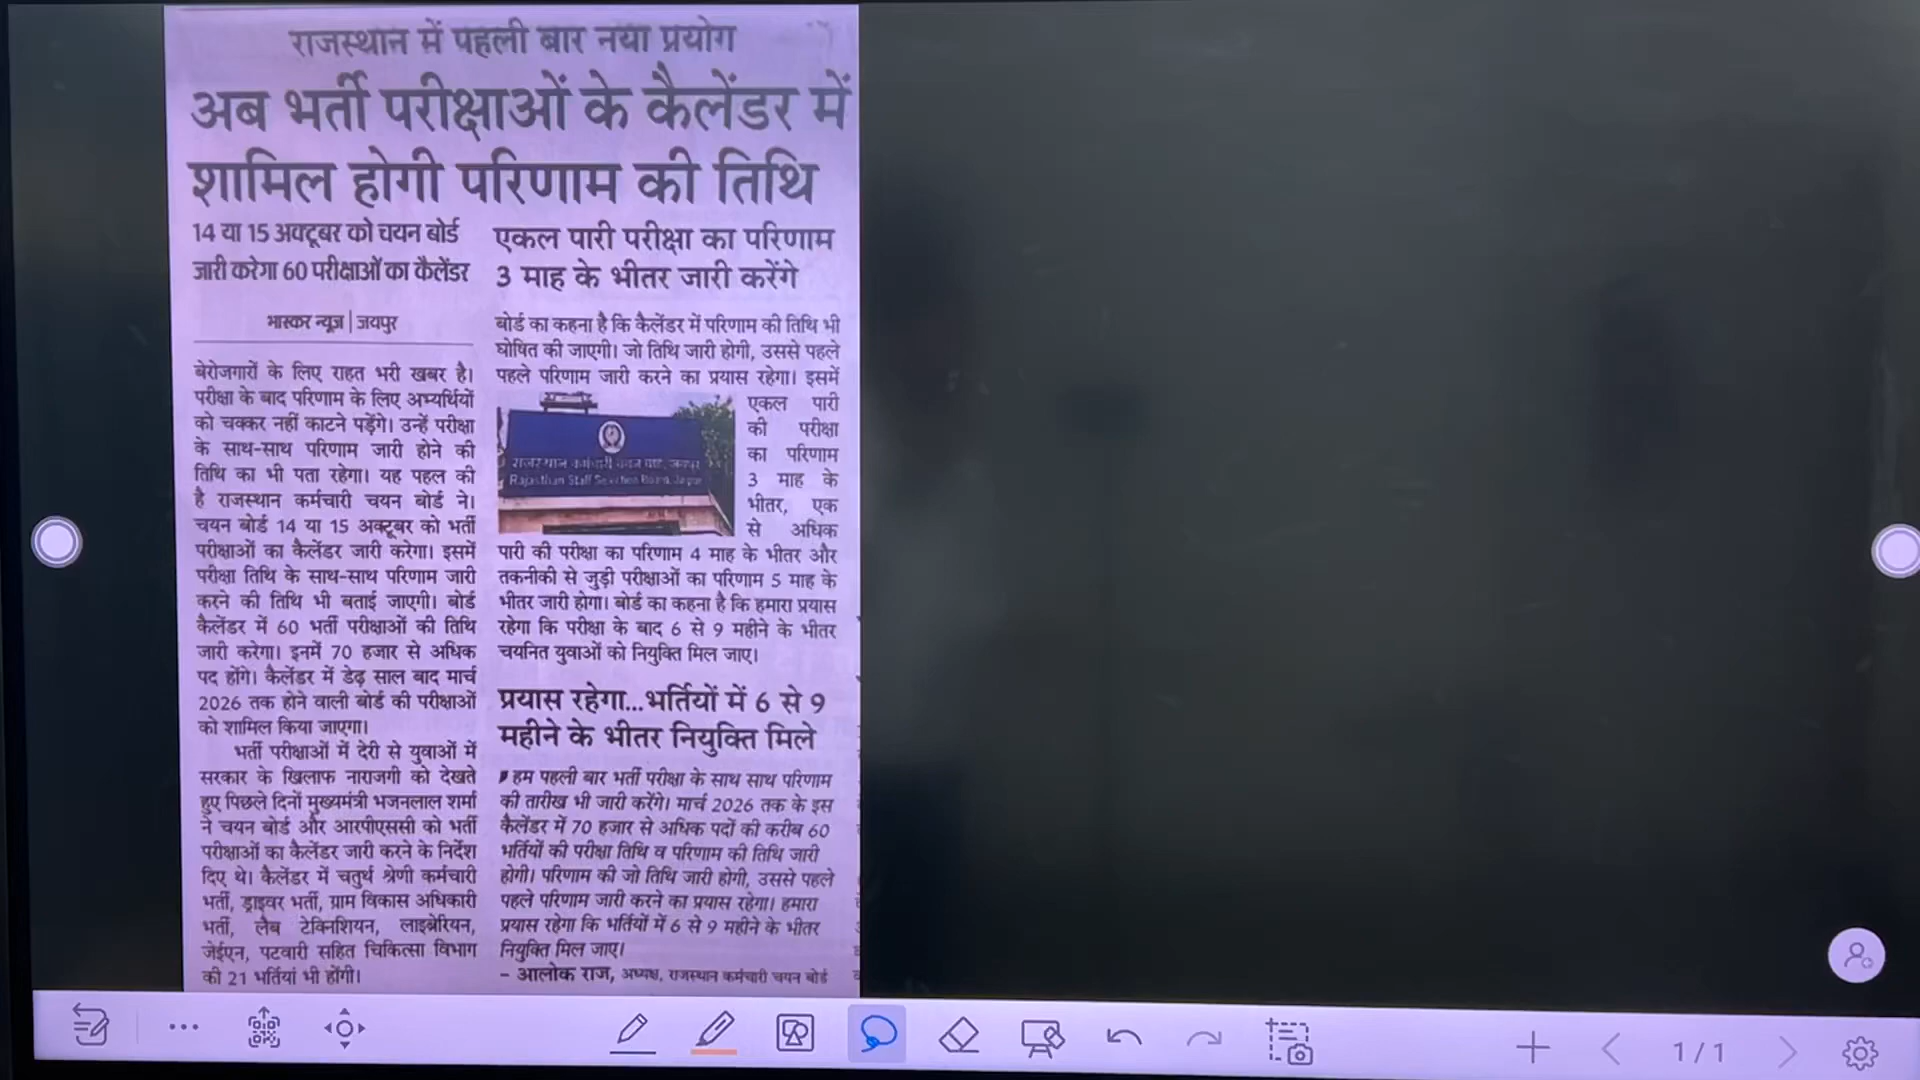 राजस्थान में पहली बार नया प्रयोग
अब भर्ती परीक्षाओं के कैलेंडर में
शामिल होगी परिणाम की तिथि
14 या 15 अक्टूबर को चयन बोर्ड
जारी करेगा 60 परीक्षाओं का कैलेंडर
भास्कर न्यूज | जयपुर
बेरोजगारों के लिए राहत भरी खबर है।
परीक्षा के बाद परिणाम के लिए अभ्यर्थियों
को चक्कर नहीं काटने पड़ेंगे। उन्हें परीक्षा
के साथ-साथ परिणाम जारी होने की
तिथि का भी पता रहेगा। यह पहल की
है राजस्थान कर्मचारी चयन बोर्ड ने।
चयन बोर्ड 14 या 15 अक्टूबर को भर्ती
परीक्षाओं का कैलेंडर जारी करेगा। इसमें
परीक्षा तिथि के साथ-साथ परिणाम जारी
करने की तिथि भी बताई जाएगी। बोर्ड
कैलेंडर में 60 भर्ती परीक्षाओं की तिथि
जारी करेगा। इनमें 70 हजार से अधिक
पद होंगे। कैलेंडर में डेढ़ साल बाद मार्च
2026 तक होने वाली बोर्ड की परीक्षाओं
को शामिल किया जाएगा।
भर्ती परीक्षाओं में देरी से युवाओं में
सरकार के खिलाफ नाराजगी को देखते
हुए पिछले दिनों मुख्यमंत्री भजनलाल शर्मा
ने चयन बोर्ड और आरपीएससी को भर्ती
परीक्षाओं का कैलेंडर जारी करने के निर्देश
दिए थे। कैलेंडर में चतुर्थ श्रेणी कर्मचारी
भर्ती, ड्राइवर भर्ती, ग्राम विकास अधिकारी
भर्ती, लैब टेक्निशियन, लाइब्रेरियन,
जेईएन, पटवारी सहित चिकित्सा विभाग
की 21 भर्तियां भी होंगी।
एकल पारी परीक्षा का परिणाम
3 माह के भीतर जारी करेंगे
बोर्ड का कहना है कि कैलेंडर में परिणाम की तिथि भी
घोषित की जाएगी। जो तिथि जारी होगी, उससे पहले
पहले परिणाम जारी करने का प्रयास रहेगा। इसमें
एकल पारी
की परीक्षा
का परिणाम
3 माह के
भीतर, एक
से अधिक
राजस्थान कर्मचारी चयन बोर्ड, जयपुर
Rajasthan Staff Selection Board, Jaipur
पारी की परीक्षा का परिणाम 4 माह के भीतर और
तकनीकी से जुड़ी परीक्षाओं का परिणाम 5 माह के
भीतर जारी होगा। बोर्ड का कहना है कि हमारा प्रयास
रहेगा कि परीक्षा के बाद 6 से 9 महीने के भीतर
चयनित युवाओं को नियुक्ति मिल जाए।
प्रयास रहेगा...भर्तियों में 6 से 9
महीने के भीतर नियुक्ति मिले
हम पहली बार भर्ती परीक्षा के साथ साथ परिणाम
की तारीख भी जारी करेंगे। मार्च 2026 तक के इस
कैलेंडर में 70 हजार से अधिक पदों की करीब 60
भर्तियों की परीक्षा तिथि व परिणाम की तिथि जारी
होगी। परिणाम की जो तिथि जारी होगी, उससे पहले
पहले परिणाम जारी करने का प्रयास रहेगा। हमारा
प्रयास रहेगा कि भर्तियों में 6 से 9 महीने के भीतर
नियुक्ति मिल जाए।
- आलोक राज, अध्यक्ष, राजस्थान कर्मचारी चयन बोर्ड
1/1